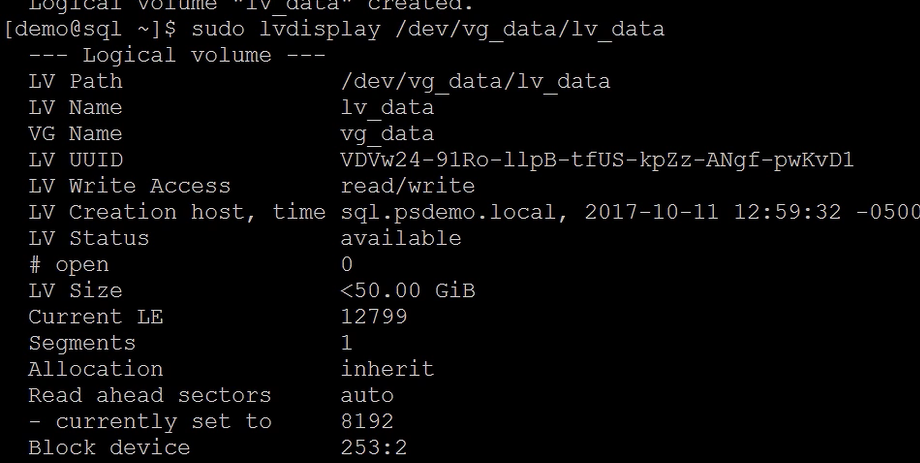 Logical volume "lv_data" created.
[demo@sql ~]$ sudo lvdisplay /dev/vg_data/lv_data
--- Logical volume ---
LV Path /dev/vg_data/lv_data
LV Name lv_data
VG Name vg_data
LV UUID VDVw24-91Ro-llpB-tfUS-kpZz-ANgf-pwKvD1
LV Write Access read/write
LV Creation host, time sql.psdemo.local, 2017-10-11 12:59:32 -0500
LV Status available
# open 0
LV Size <50.00 GiB
Current LE 12799
Segments 1
Allocation inherit
Read ahead sectors auto
- currently set to 8192
Block device 253:2